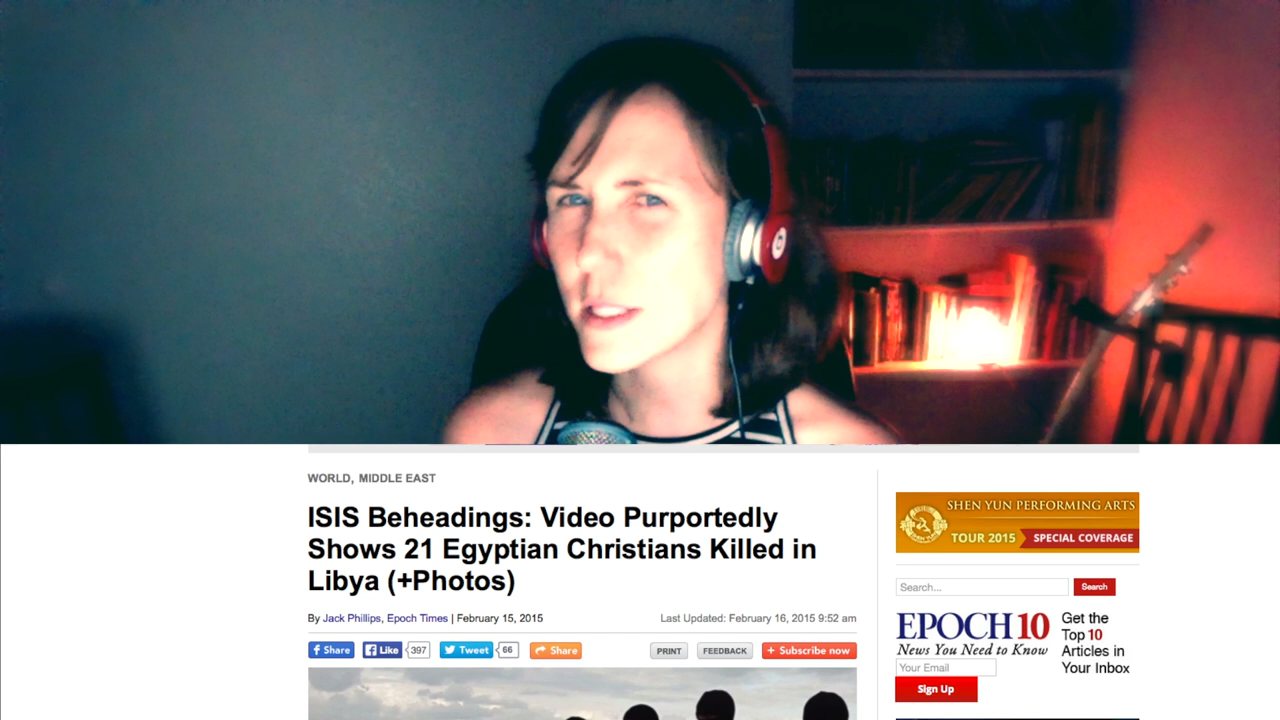 WORLD, MIDDLE EAST
ISIS Beheadings: Video Purportedly
Shows 21 Egyptian Christians Killed in
Libya (+Photos)
By Jack Phillips, Epoch Times | February 15, 2015
Last Updated: February 16, 2015 9:52 am
Share
Like
397
Tweet
66
Share
PRINT
FEEDBACK
+ Subscribe now
SHEN YUN PERFORMING ARTS
TOUR 2015
SPECIAL COVERAGE
Search...
Search
EPOCH10
News You Need to Know
Get the
Top 10
Articles in
Your Inbox
Your Email
Sign Up